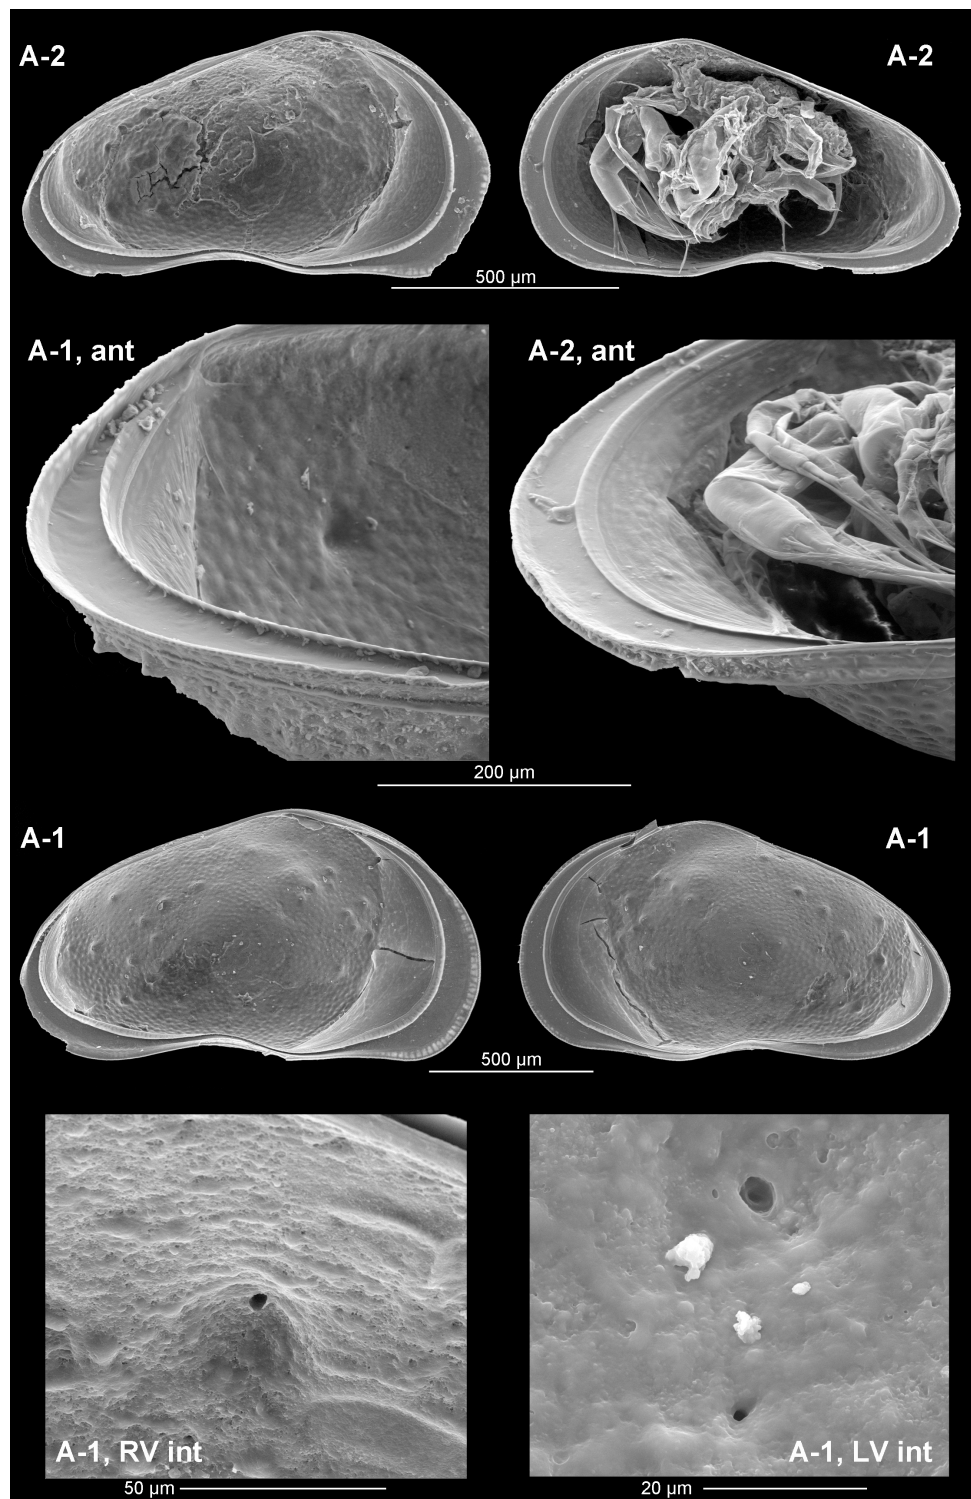 A-2
A-2
500 µm
A-1, ant
A-2, ant
200 µm
A-1
A-1
500 µm
A-1, RV int
A-1, LV int
50 µm
20 µm